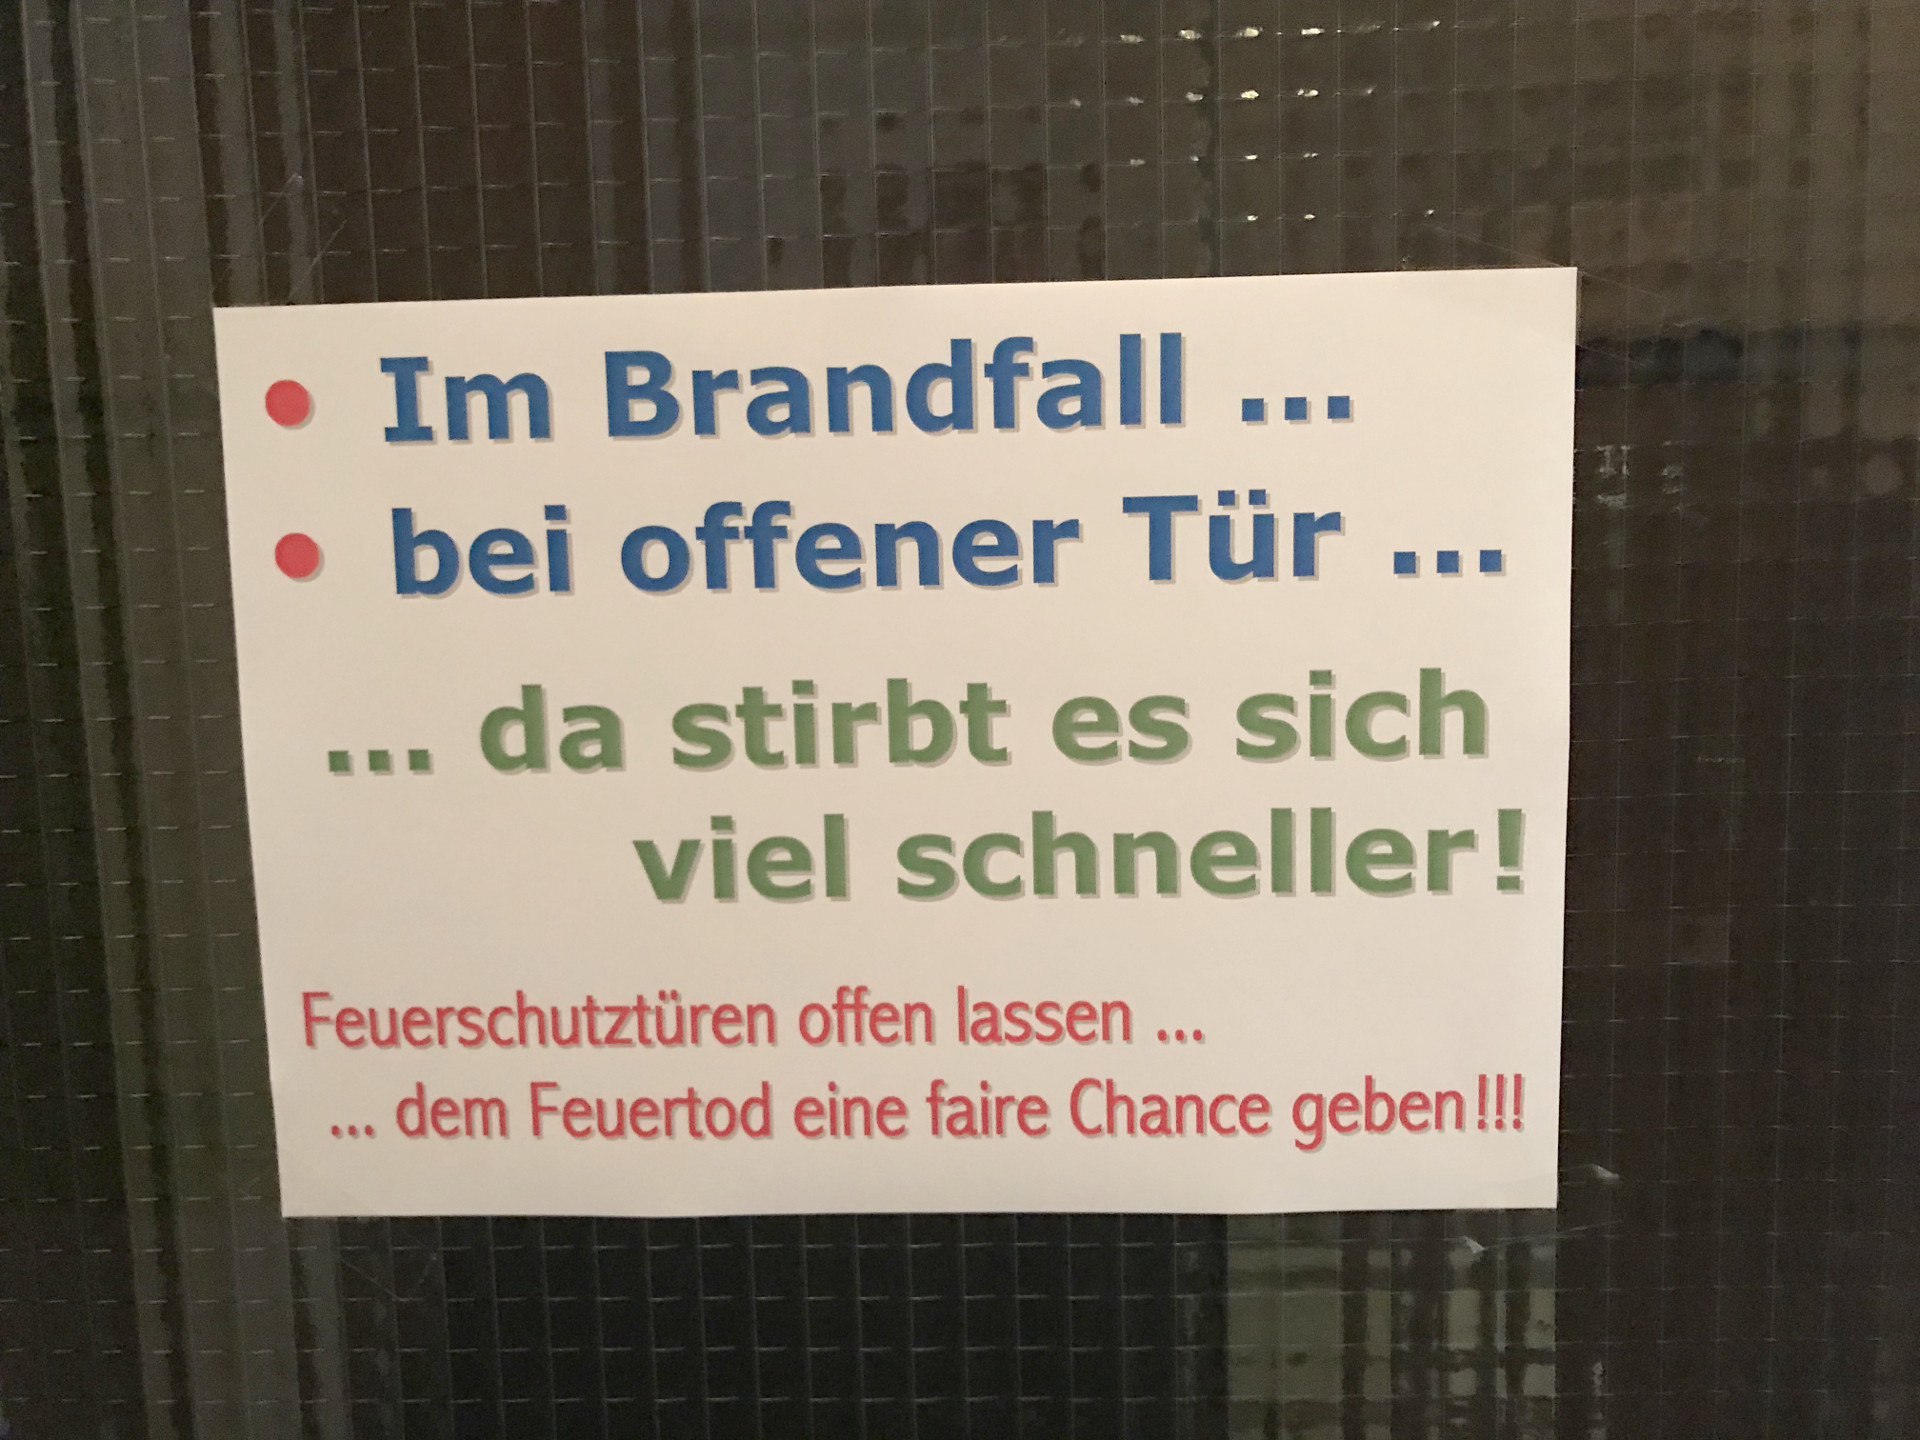 • Im Brandfall ...
• bei offener Tür ...
... da stirbt es sich
viel schneller!
Feuerschutztüren offen lassen ...
... dem Feuertod eine faire Chance geben!!!